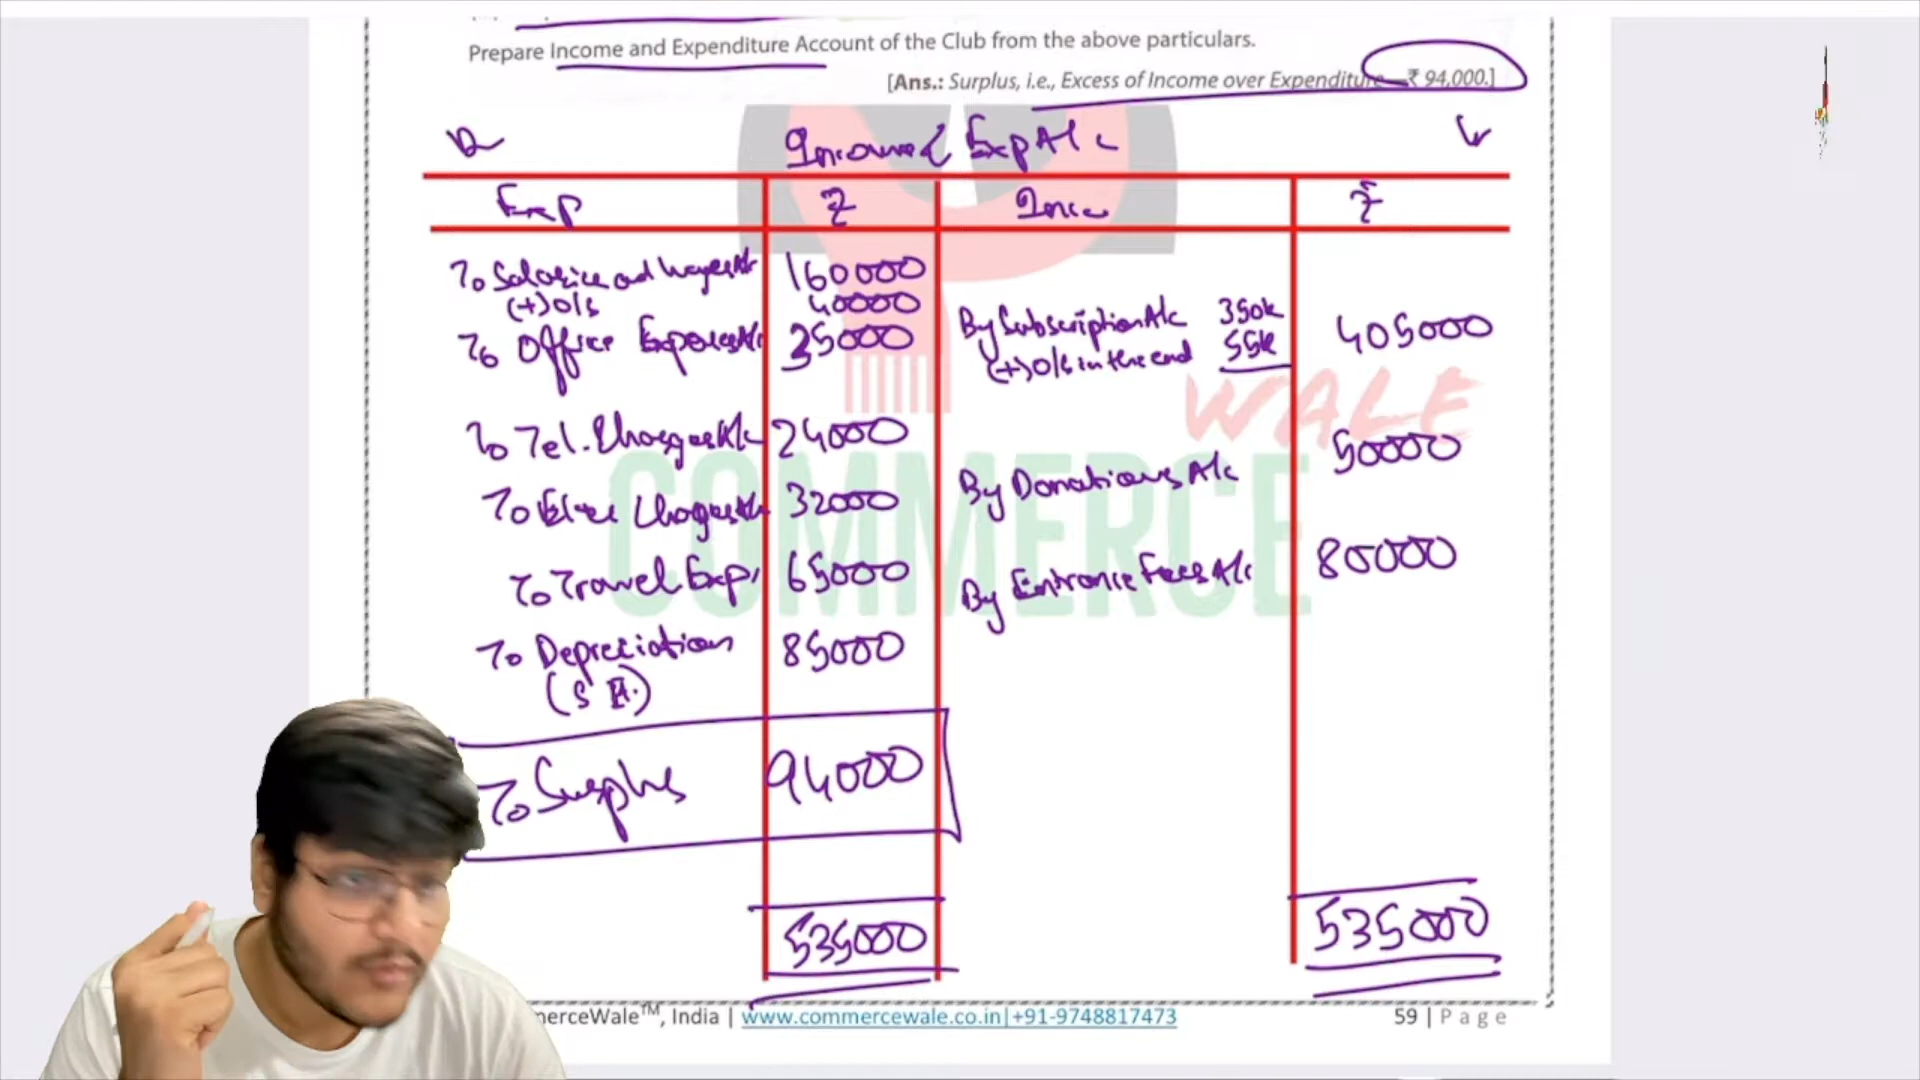 Prepare Income and Expenditure Account of the Club from the above particulars.
[Ans.: Surplus, i.e., Excess of Income over Expenditure—₹ 94,000.]
Dr Income & Exp A/c Cr
Exp ₹ Inc ₹
To Salaries and Wages A/c 160000
(+) O/s 40000
To Office Expenses A/c 35000
By Subscription A/c 350k
(+) O/s in the end 55k 405000
To Tel. Charges A/c 24000
By Donations A/c 50000
To Elec Charges A/c 32000
By Entrance Fees A/c 80000
To Travel Exp. 65000
To Depreciation 85000
To Surplus 94000
535000 535000
WALE
COMMERCE
merceWale™, India | www.commercewale.co.in|+91-9748817473 59 | Page